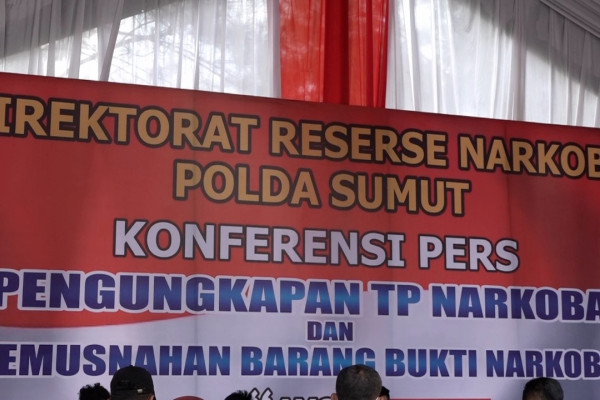 IREKTORAT RESERSE NARKOB
POLDA SUMUT
KONFERENSI PERS
PENGUNGKAPAN TP NARKOBA
DAN
EMUSNAHAN BARANG BUKTI NARKOB